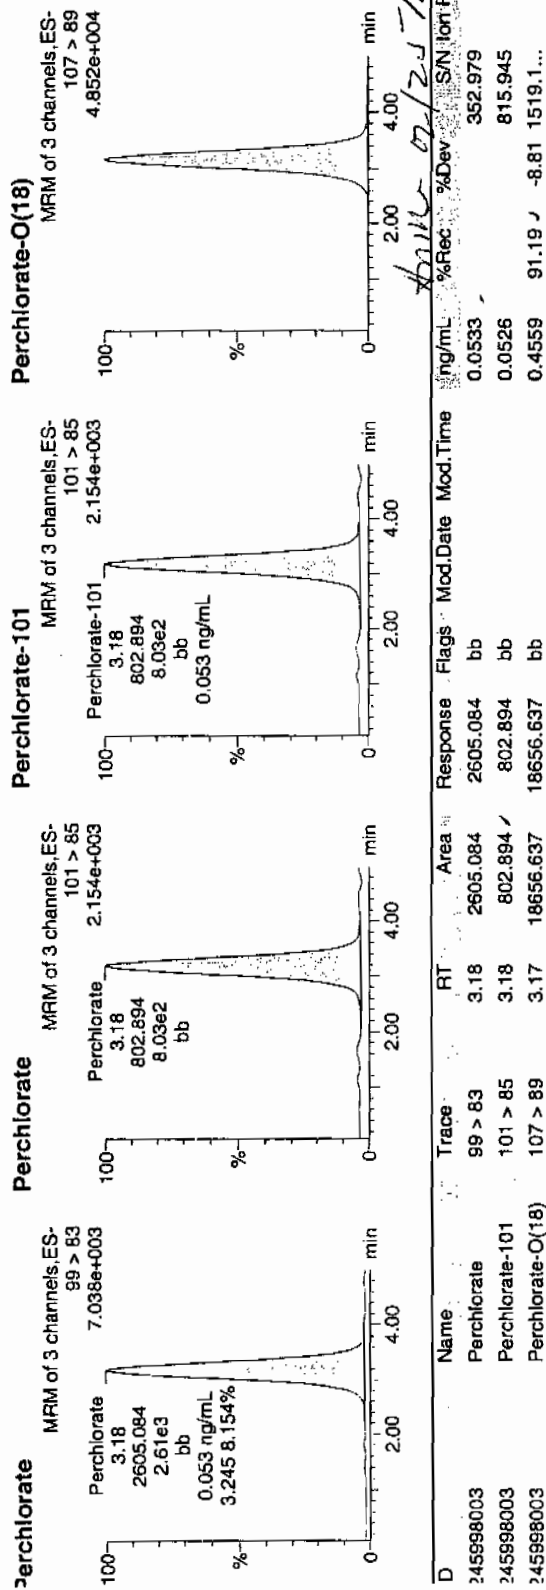 Perchlorate
MRM of 3 channels,ES-
99 > 83
7.038e+003
100
Perchlorate
3.18
2605.084
2.61e3
bb
0.053 ng/mL
3.245 8.154%
%
0
2.00
4.00
min
Perchlorate
MRM of 3 channels,ES-
101 > 85
2.154e+003
100
Perchlorate
3.18
802.894
8.03e2
bb
%
0
2.00
4.00
min
Perchlorate-101
MRM of 3 channels,ES-
101 > 85
2.154e+003
100
Perchlorate-101
3.18
802.894
8.03e2
bb
0.053 ng/mL
%
0
2.00
4.00
min
Perchlorate-O(18)
MRM of 3 channels,ES-
107 > 89
4.852e+004
100
%
0
2.00
4.00
min
D Name Trace RT Area Response Flags Mod.Date Mod.Time ng/mL %Rec %Dev S/N Ion R
245998003 Perchlorate 99 > 83 3.18 2605.084 2605.084 bb 0.0533 352.979
245998003 Perchlorate-101 101 > 85 3.18 802.894 ✓ 802.894 bb 0.0526 815.945
245998003 Perchlorate-O(18) 107 > 89 3.17 18656.637 18656.637 bb 0.4559 91.19 ✓ -8.81 1519.1...